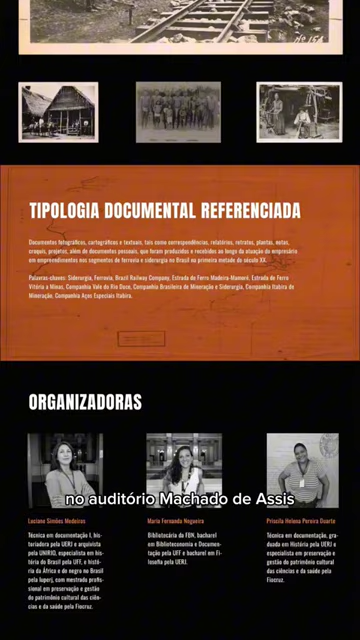 Nº 15
TIPOLOGIA DOCUMENTAL REFERENCIADA
Documentos fotográficos, cartográficos e textuais, tais como correspondências, relatórios, retratos, plantas, notas,
croquis, projetos, além de documentos pessoais, que foram produzidos e recebidos ao longo da atuação do empresário
em empreendimentos nos segmentos de ferrovia e siderurgia no Brasil na primeira metade do século XX.
Palavras-chaves: Siderurgia, Ferrovia, Brazil Railway Company, Estrada de Ferro Madeira-Mamoré, Estrada de Ferro
Vitória a Minas, Companhia Vale do Rio Doce, Companhia Brasileira de Mineração e Siderurgia, Companhia Itabira de
Mineração, Companhia Aços Especiais Itabira.
ORGANIZADORAS
no auditório Machado de Assis
Luciane Simões Medeiros
Técnica em documentação I, his-
toriadora pela UERJ e arquivista
pela UNIRIO, especialista em his-
tória do Brasil pela UFF, e histó-
ria da África e do negro no Brasil
pela Iuperj, com mestrado profis-
sional em preservação e gestão
do patrimônio cultural das ciên-
cias e da saúde pela Fiocruz.
Maria Fernanda Nogueira
Bibliotecária da FBN, bacharel
em Biblioteconomia e Documen-
tação pela UFF e bacharel em Fi-
losofia pela UERJ.
Priscila Helena Pereira Duarte
Técnica em documentação, gra-
duada em História pela UERJ e
especialista em preservação e
gestão do patrimônio cultural
das ciências e da saúde pela
Fiocruz.